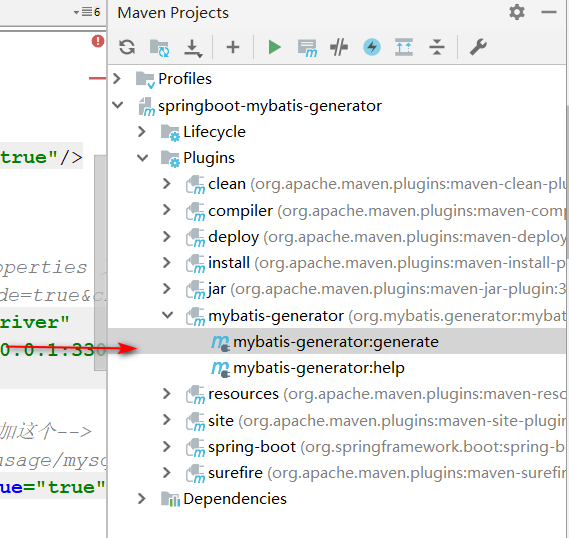 6
Maven Projects
Profiles
springboot-mybatis-generator
Lifecycle
Plugins
clean (org.apache.maven.plugins:maven-clean-plu
compiler (org.apache.maven.plugins:maven-comp
deploy (org.apache.maven.plugins:maven-deploy
install (org.apache.maven.plugins:maven-install-p
jar (org.apache.maven.plugins:maven-jar-plugin:3
mybatis-generator (org.mybatis.generator:mybat
mybatis-generator:generate
mybatis-generator:help
resources (org.apache.maven.plugins:maven-reso
site (org.apache.maven.plugins:maven-site-plugin
spring-boot (org.springframework.boot:spring-b
surefire (org.apache.maven.plugins:maven-surefir
Dependencies
true"/>
operties
de=true&c
river"
0.0.1:330
加这个-->
usage/mysq
ue="true"